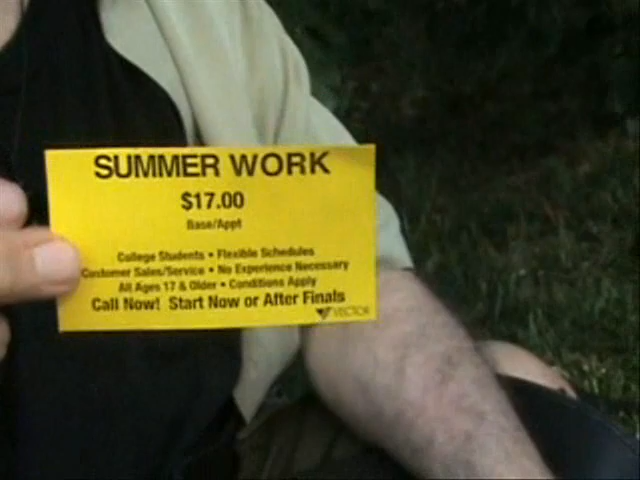 SUMMER WORK
$17.00
Base/Appt
College Students • Flexible Schedules
Customer Sales/Service • No Experience Necessary
All Ages 17 & Older • Conditions Apply
Call Now! Start Now or After Finals
VECTOR